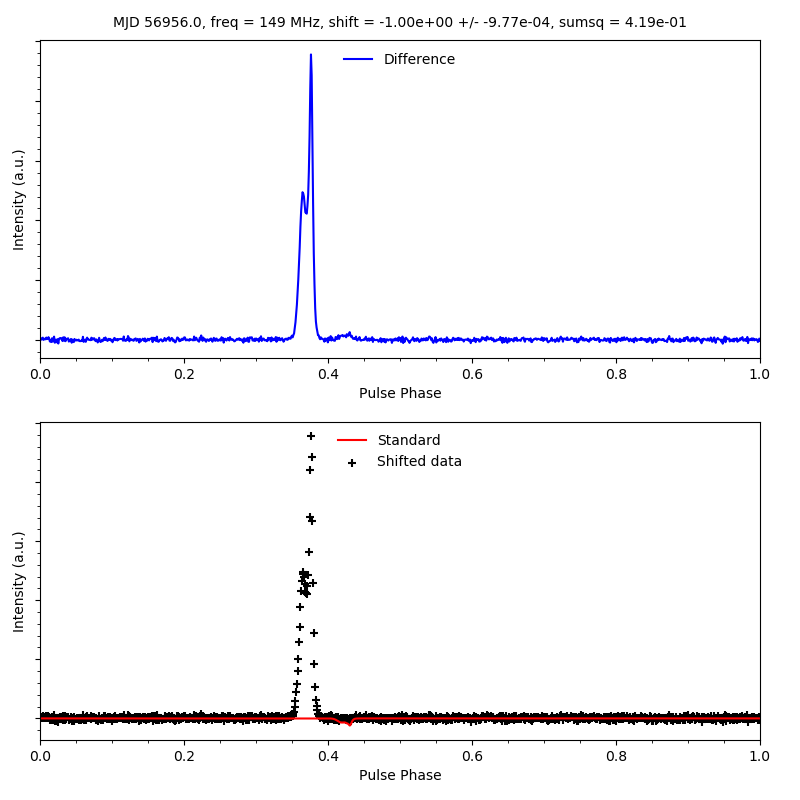 MJD 56956.0, freq = 149 MHz, shift = -1.00e+00 +/- -9.77e-04, sumsq = 4.19e-01
Difference
Intensity (a.u.)
0.0 0.2 0.4 0.6 0.8 1.0
Pulse Phase
Standard
Shifted data
Intensity (a.u.)
0.0 0.2 0.4 0.6 0.8 1.0
Pulse Phase